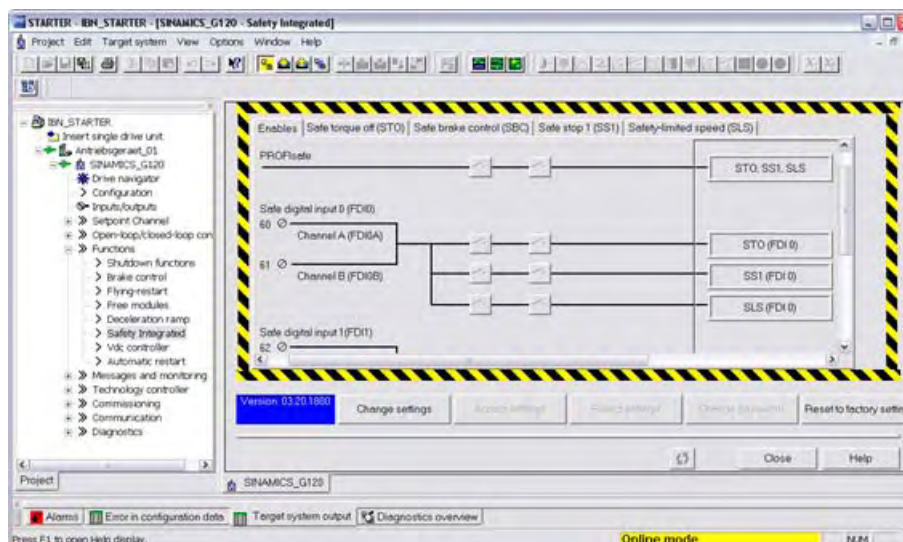 STARTER - IBN_STARTER - [SINAMICS_G120 - Safety Integrated]
Project Edit Target system View Options Window Help
IBN_STARTER
Insert single drive unit
Antriebsgeraet_01
SINAMICS_G120
Drive navigator
Configuration
Inputs/outputs
Setpoint Channel
Open-loop/closed-loop con
Functions
Shutdown functions
Brake control
Flying-restart
Free modules
Deceleration ramp
Safety Integrated
Vdc controller
Automatic restart
Messages and monitoring
Technology controller
Commissioning
Communication
Diagnostics
Project
Enables Safe torque off (STO) Safe brake control (SBC) Safe stop 1 (SS1) Safety-limited speed (SLS)
PROFIsafe
STO, SS1, SLS
Safe digital input 0 (FDI0)
60
Channel A (FDI0A)
STO (FDI 0)
61
Channel B (FDI0B)
SS1 (FDI 0)
SLS (FDI 0)
Safe digital input 1(FDI1)
62
Version: 03.20.1880
Change settings
Change password
Reset to factory settin
Close
Help
SINAMICS_G120
Alarms Error in configuration data Target system output Diagnostics overview
Press F1 to open Help display.
Online mode
NUM